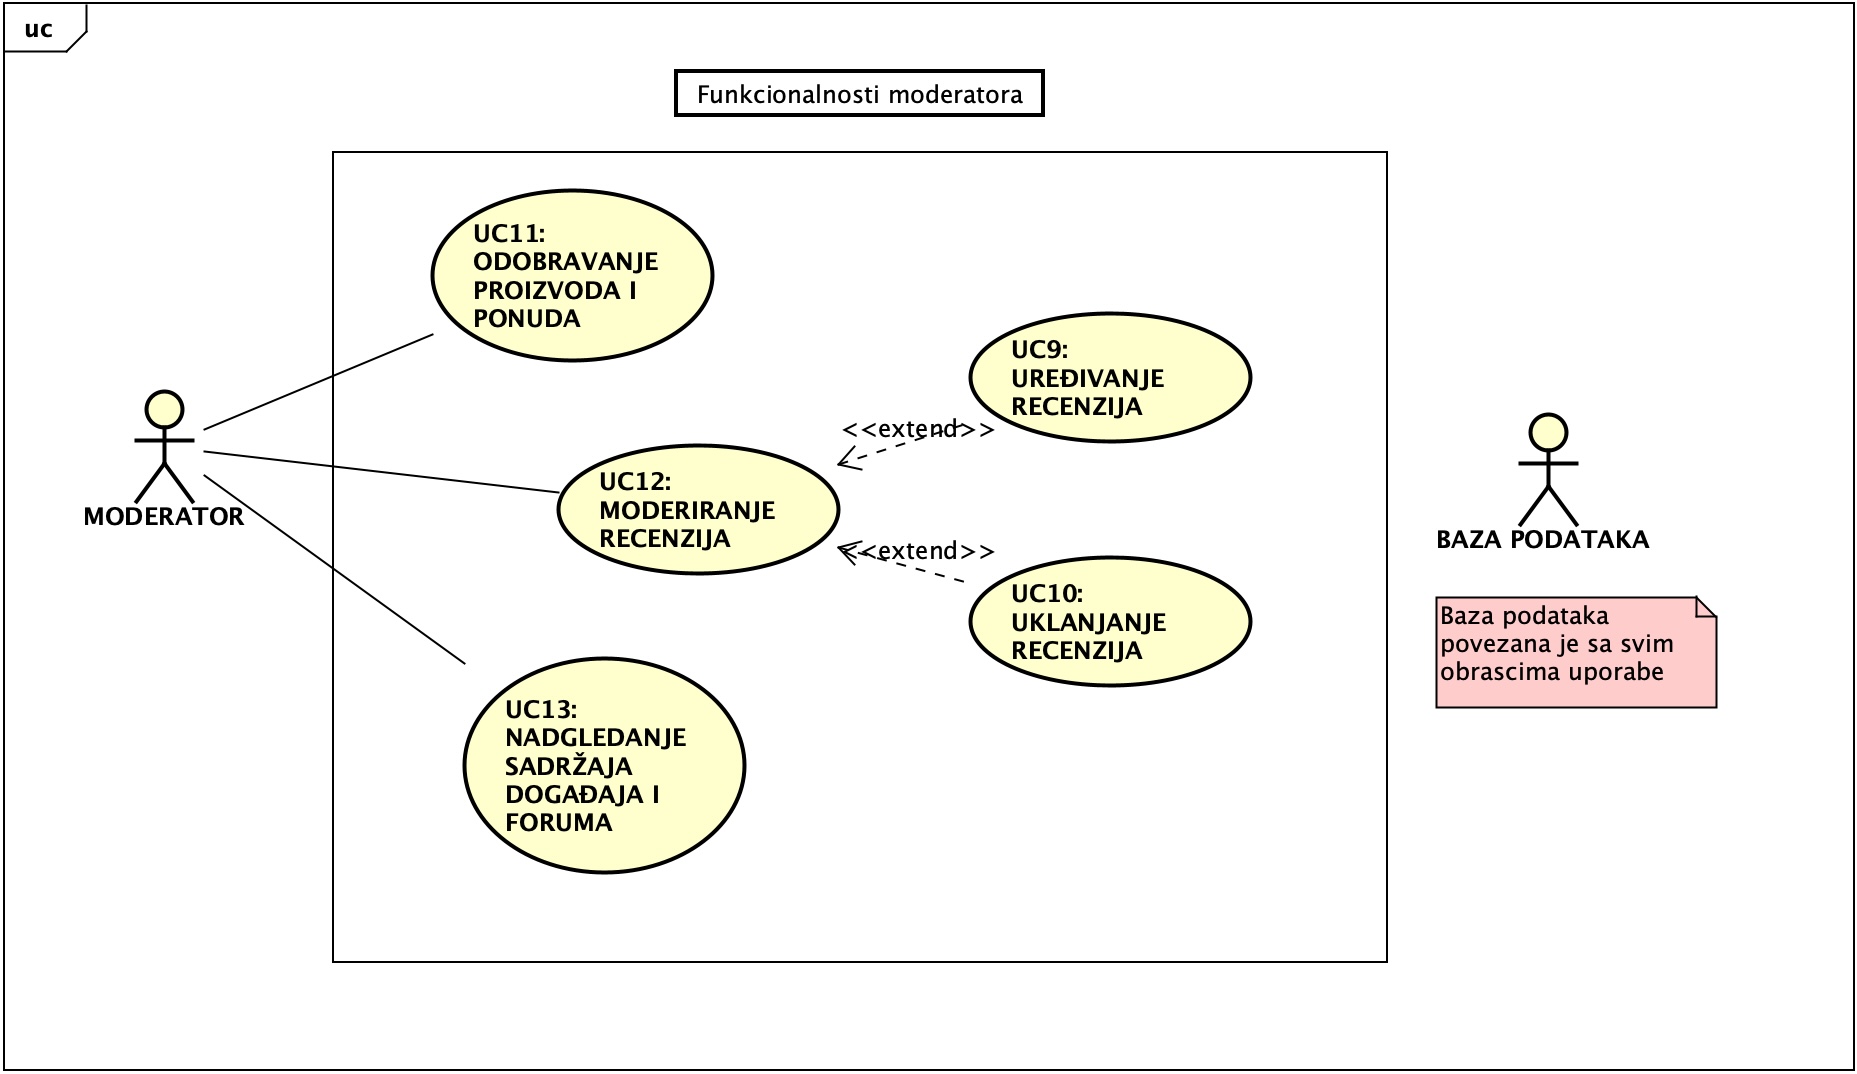 uc
Funkcionalnosti moderatora
UC11:
ODOBRAVANJE
PROIZVODA I
PONUDA
UC9:
UREĐIVANJE
RECENZIJA
<<extend>>
UC12:
MODERIRANJE
RECENZIJA
MODERATOR
BAZA PODATAKA
<<extend>>
UC10:
UKLANJANJE
RECENZIJA
Baza podataka
povezana je sa svim
obrascima uporabe
UC13:
NADGLEDANJE
SADRŽAJA
DOGAĐAJA I
FORUMA